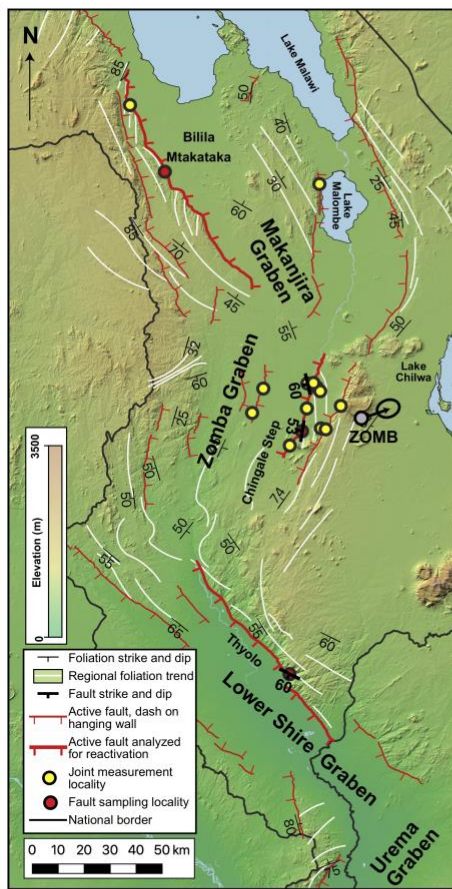 N
Lake Malawi
85
50
Bilila
Mtakataka
40
30
25
Lake
Malombe
45
60
Makanjira
Graben
85
70
45
50
55
32
60
Lake
Chilwa
60
Zomba Graben
25
53
ZOMB
Chingale Step
50
50
74
3500
Elevation (m)
0
50
50
55
65
55
60
Thyolo
60
Lower Shire Graben
Foliation strike and dip
Regional foliation trend
Fault strike and dip
Active fault, dash on
hanging wall
Active fault analyzed
for reactivation
Joint measurement
locality
Fault sampling locality
National border
80
Urema
Graben
75
0 10 20 30 40 50 km